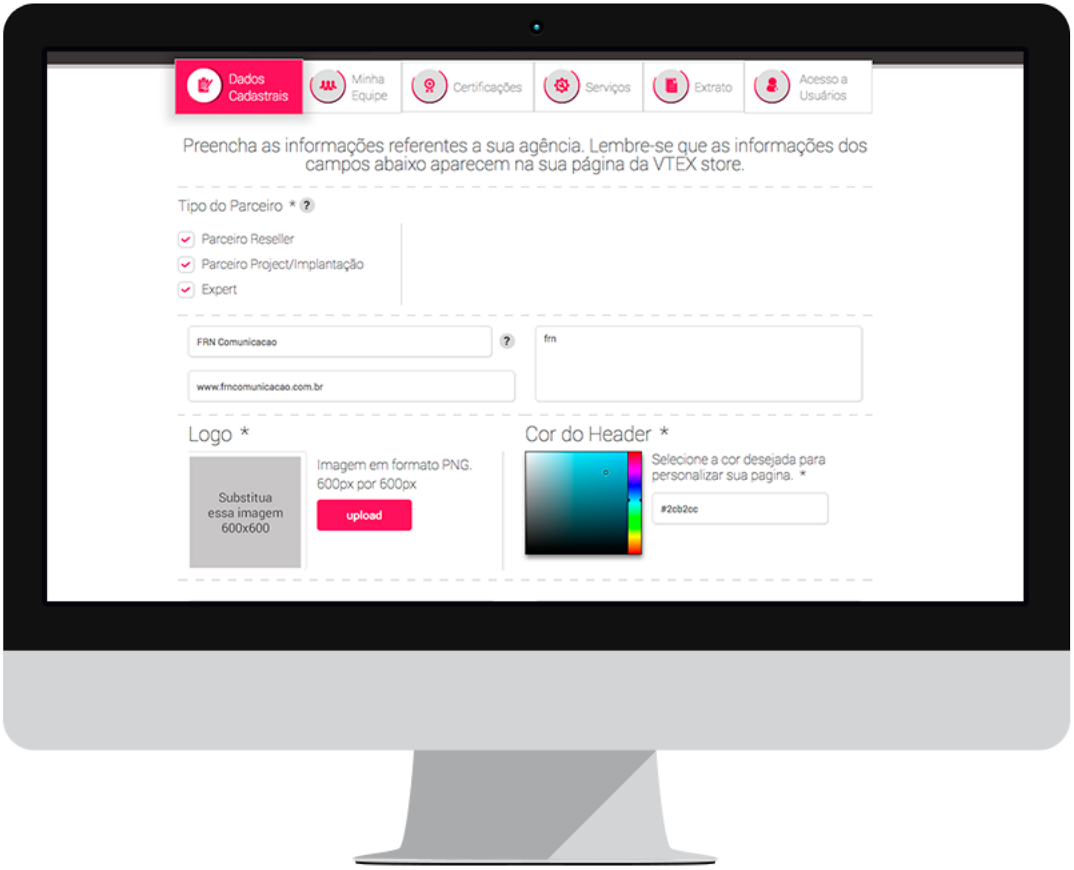 Dados
Cadastrais
Minha
Equipe
Certificações
Serviços
Extrato
Acesso a
Usuários
Preencha as informações referentes a sua agência. Lembre-se que as informações dos
campos abaixo aparecem na sua página da VTEX store.
Tipo do Parceiro * ?
Parceiro Reseller
Parceiro Project/Implantação
Expert
FRN Comunicacao
?
frn
www.frncomunicacao.com.br
Logo *
Substitua
essa imagem
600x600
Imagem em formato PNG.
600px por 600px
upload
Cor do Header *
Selecione a cor desejada para
personalizar sua pagina. *
#2cb2cc